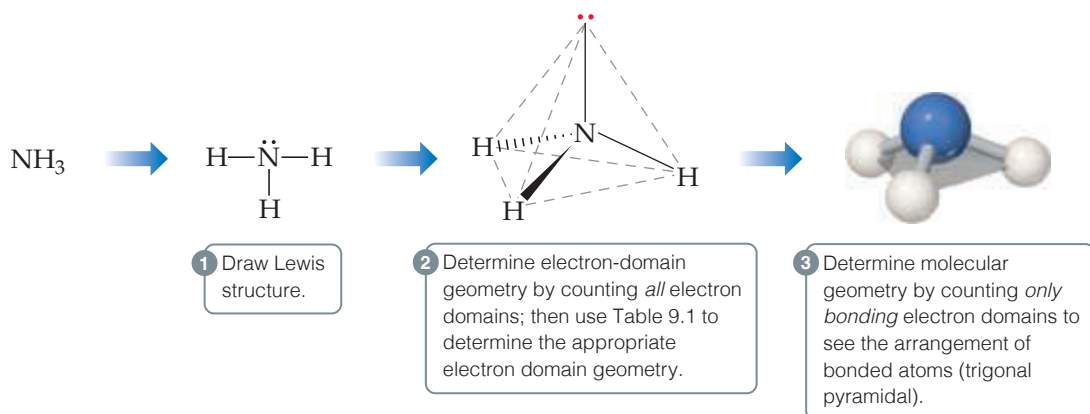 NH₃
H—N̈—H
H
1 Draw Lewis
structure.
N
H
H
H
2 Determine electron-domain
geometry by counting all electron
domains; then use Table 9.1 to
determine the appropriate
electron domain geometry.
3 Determine molecular
geometry by counting only
bonding electron domains to
see the arrangement of
bonded atoms (trigonal
pyramidal).